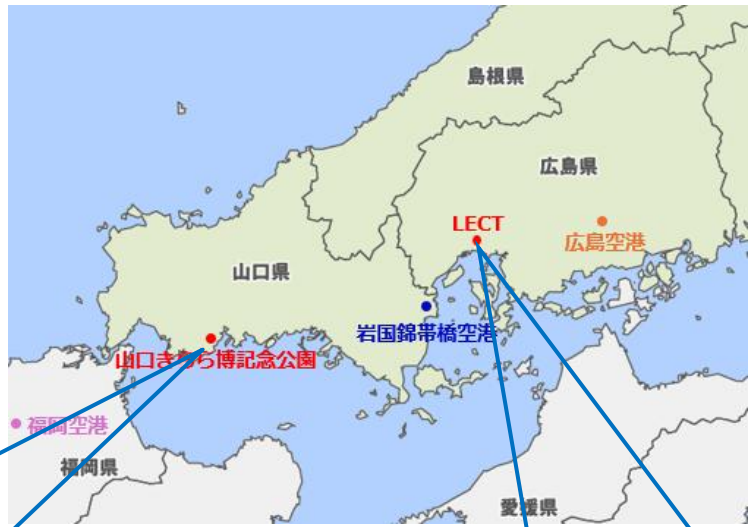 島根県
広島県
LECT
広島空港
山口県
岩国錦帯橋空港
山口きらら博記念公園
福岡空港
福岡県
愛媛県